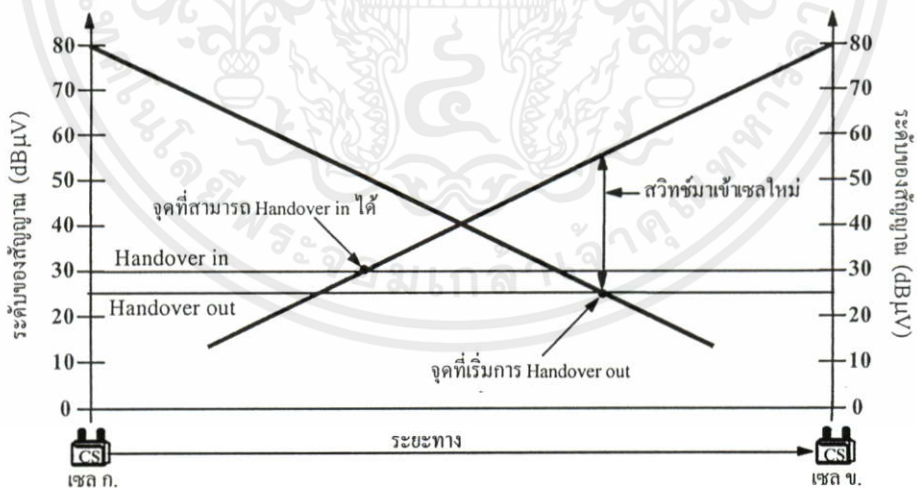 80
70
60
50
40
30
20
10
0
ระดับของสัญญาณ (dBµV)
80
70
60
50
40
30
20
10
0
ระดับของสัญญาณ (dBµV)
สวิทช์มาเข้าเซลใหม่
จุดที่สามารถ Handover in ได้
Handover in
Handover out
จุดที่เริ่มการ Handover out
ระยะทาง
CS
เซล ก.
CS
เซล ข.